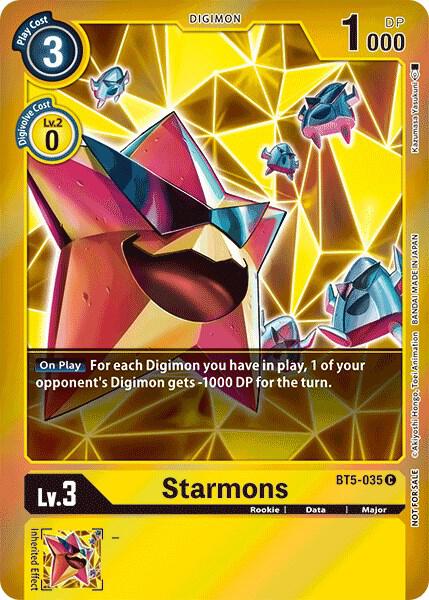 Play Cost
3
DIGIMON
DP
1000
Digivolve Cost
Lv.2
0
Kazumasa Yasukuni
On Play For each Digimon you have in play, 1 of your
opponent's Digimon gets -1000 DP for the turn.
©Akiyoshi Hongo, Toei Animation
BANDAI MADE IN JAPAN
NOT FOR SALE
Lv.3
Starmons
BT5-035 C
Rookie | Data | Major
Inherited Effect
–